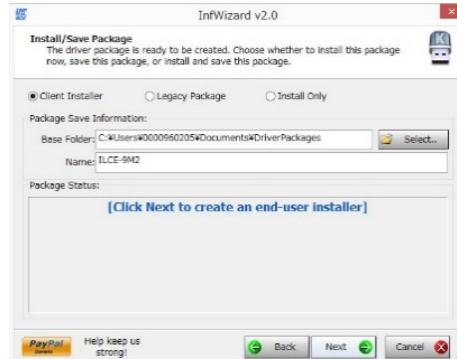 InfWizard v2.0
Install/Save Package
The driver package is ready to be created. Choose whether to install this package
now, save this package, or install and save this package.
Client Installer Legacy Package Install Only
Package Save Information:
Base Folder: C:¥Users¥0000960205¥Documents¥DriverPackages Select..
Name: ILCE-9M2
Package Status:
[Click Next to create an end-user installer]
PayPal Help keep us
Donate strong!
Back Next Cancel